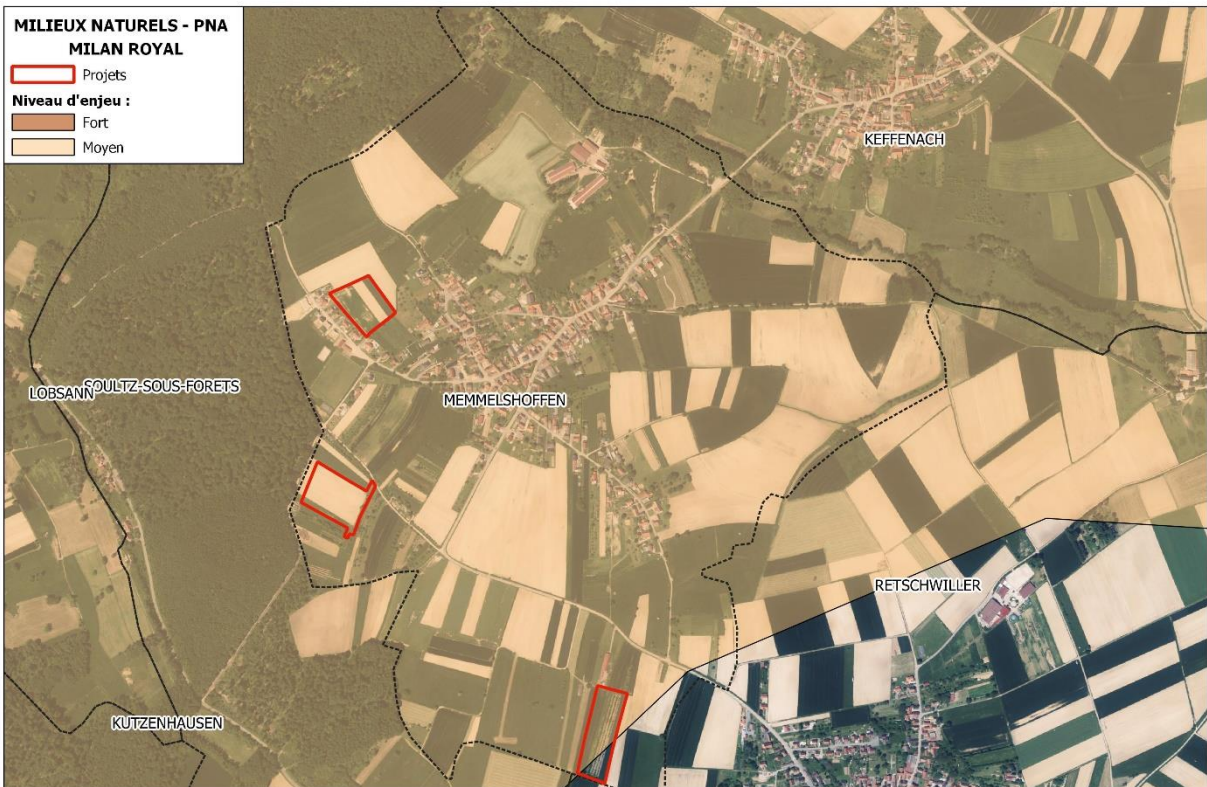 MILIEUX NATURELS - PNA
MILAN ROYAL
Projets
Niveau d'enjeu :
Fort
Moyen
KEFFENACH
LOBSANN
SOULTZ-SOUS-FORETS
MEMMELSHOFFEN
RETSCHWILLER
KUTZENHAUSEN